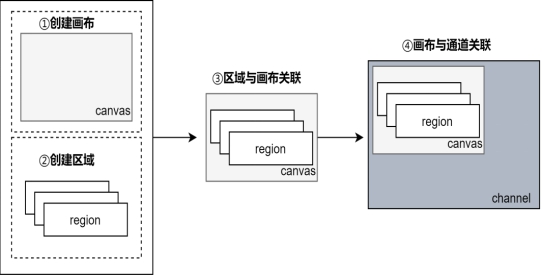 ①创建画布
canvas
②创建区域
region
③区域与画布关联
region
canvas
④画布与通道关联
region
canvas
channel